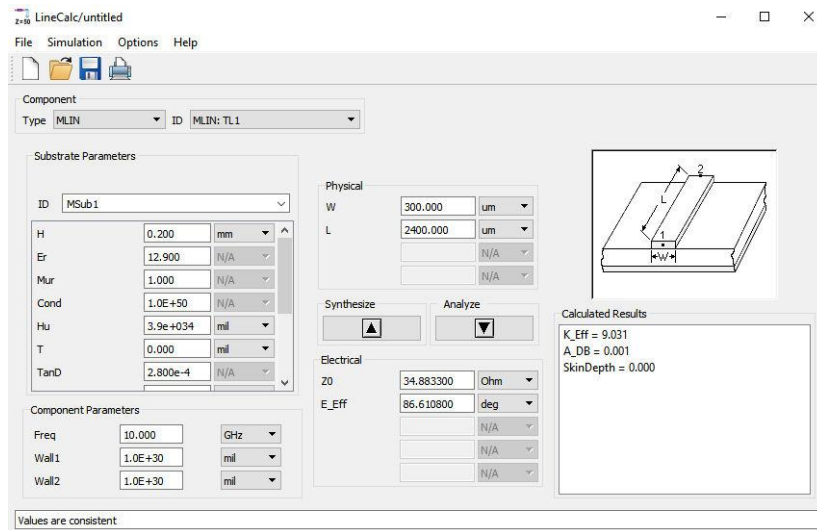 Z=50 LineCalc/untitled
File Simulation Options Help
Component
Type MLIN ID MLIN: TL1
Substrate Parameters
ID MSub1
H 0.200 mm
Er 12.900 N/A
Mur 1.000 N/A
Cond 1.0E+50 N/A
Hu 3.9e+034 mil
T 0.000 mil
TanD 2.800e-4 N/A
Component Parameters
Freq 10.000 GHz
Wall1 1.0E+30 mil
Wall2 1.0E+30 mil
Physical
W 300.000 um
L 2400.000 um
N/A
N/A
Synthesize Analyze
Electrical
Z0 34.883300 Ohm
E_Eff 86.610800 deg
N/A
N/A
N/A
2
L
1
W
Calculated Results
K_Eff = 9.031
A_DB = 0.001
SkinDepth = 0.000
Values are consistent